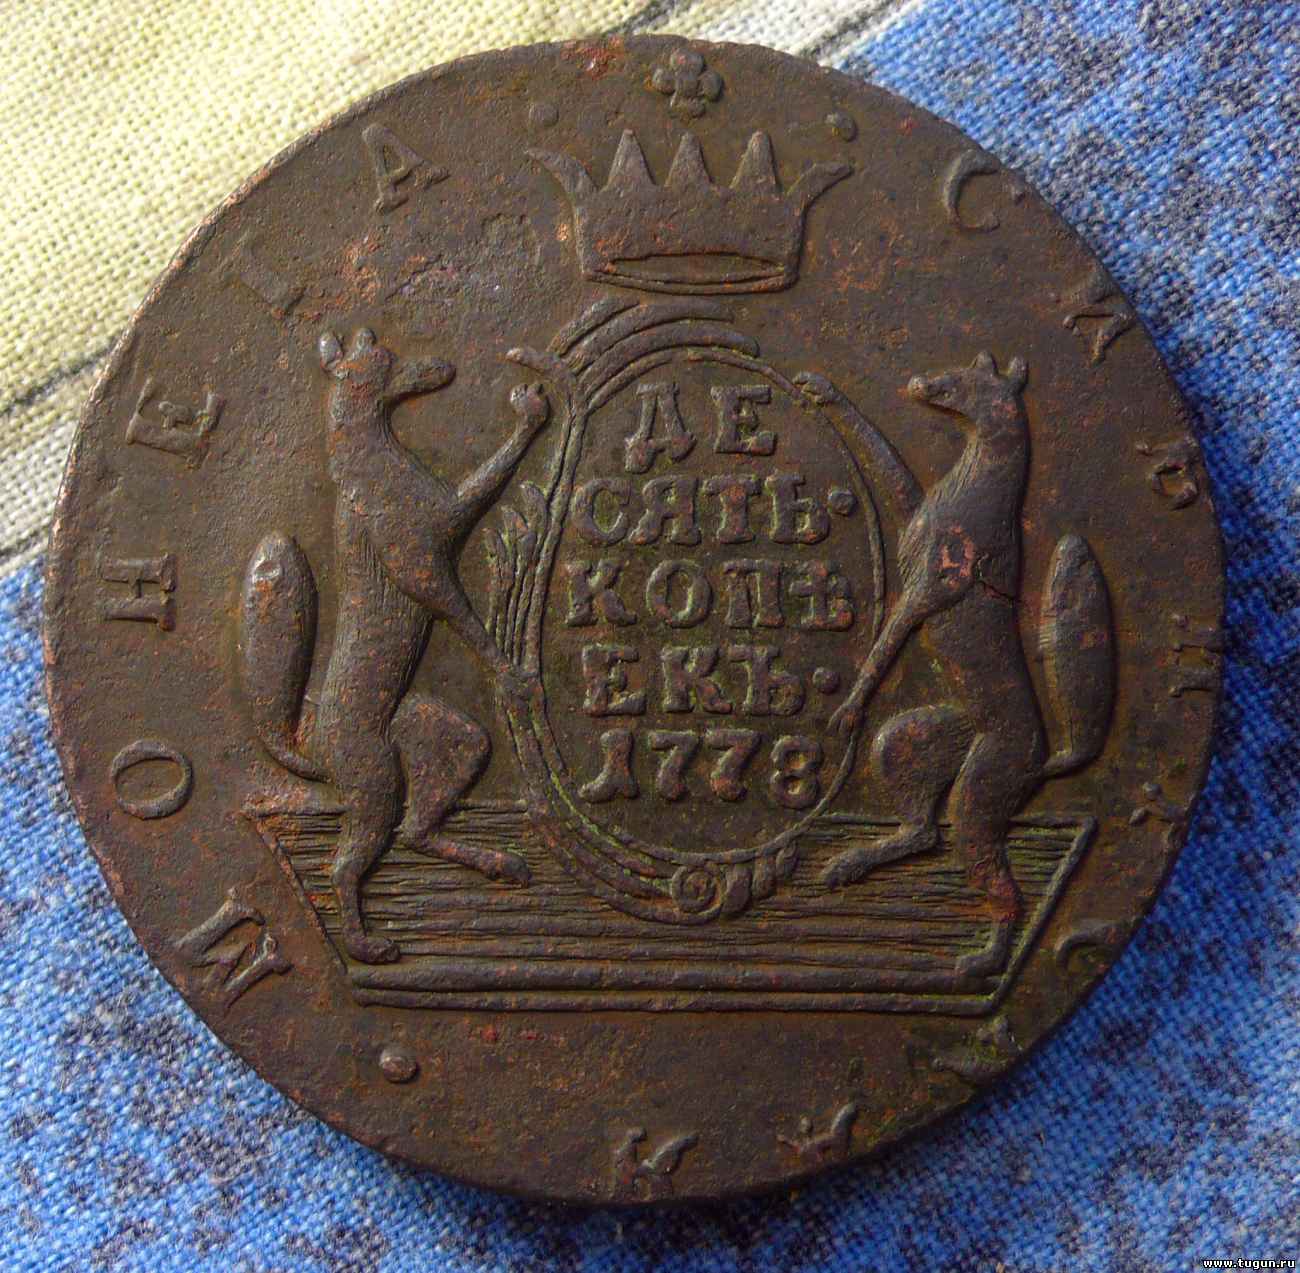 МОНЕТА СИБИРСКАЯ
ДЕ
СЯТЬ·
КОПѢ
ЕКЪ·
1778
www.tugun.ru